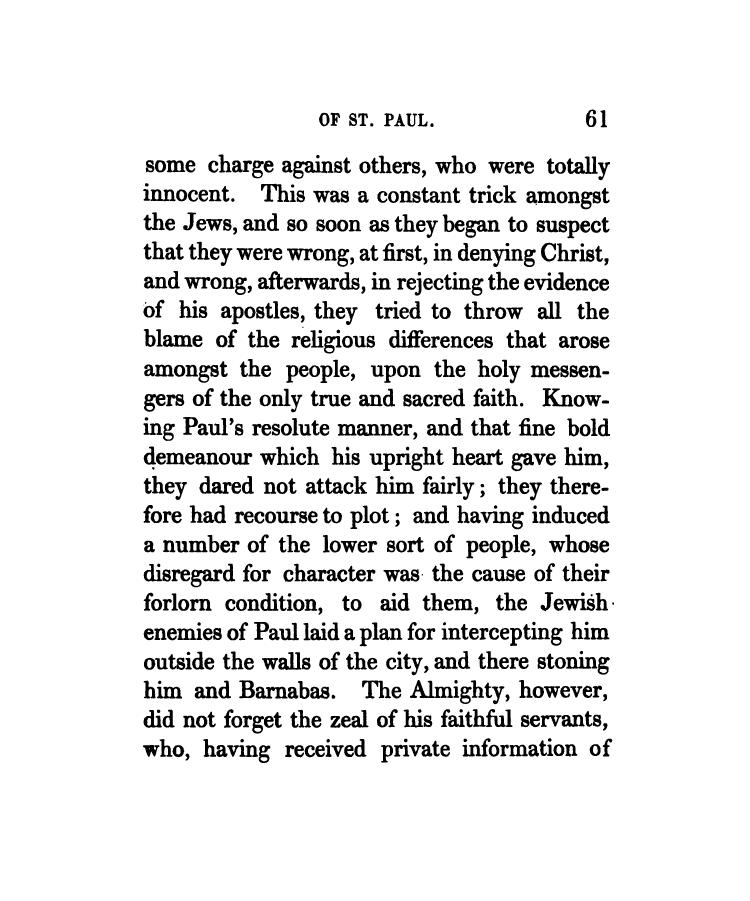 OF ST. PAUL. 61
some charge against others, who were totally
innocent. This was a constant trick amongst
the Jews, and so soon as they began to suspect
that they were wrong, at first, in denying Christ,
and wrong, afterwards, in rejecting the evidence
of his apostles, they tried to throw all the
blame of the religious differences that arose
amongst the people, upon the holy messen-
gers of the only true and sacred faith. Know-
ing Paul's resolute manner, and that fine bold
demeanour which his upright heart gave him,
they dared not attack him fairly; they there-
fore had recourse to plot; and having induced
a number of the lower sort of people, whose
disregard for character was the cause of their
forlorn condition, to aid them, the Jewish
enemies of Paul laid a plan for intercepting him
outside the walls of the city, and there stoning
him and Barnabas. The Almighty, however,
did not forget the zeal of his faithful servants,
who, having received private information of